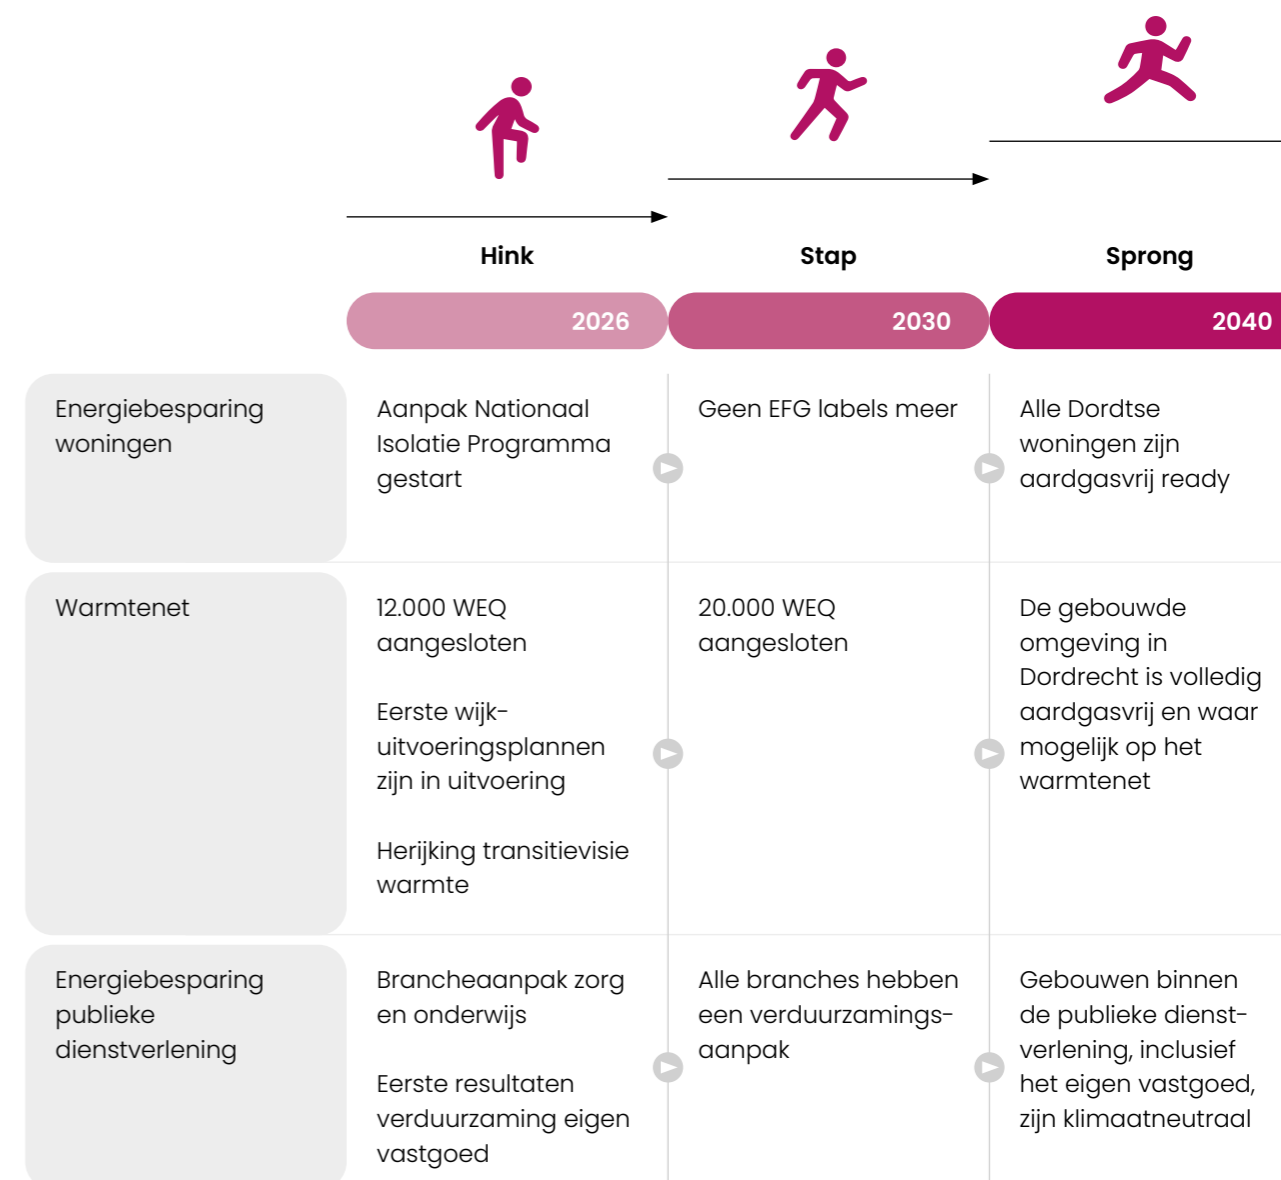 Hink
Stap
Sprong
2026
2030
2040
Energiebesparing
woningen
Aanpak Nationaal
Isolatie Programma
gestart
Geen EFG labels meer
Alle Dordtse
woningen zijn
aardgasvrij ready
Warmtenet
12.000 WEQ
aangesloten
Eerste wijk-
uitvoeringsplannen
zijn in uitvoering
Herijking transitievisie
warmte
20.000 WEQ
aangesloten
De gebouwde
omgeving in
Dordrecht is volledig
aardgasvrij en waar
mogelijk op het
warmtenet
Energiebesparing
publieke
dienstverlening
Brancheaanpak zorg
en onderwijs
Eerste resultaten
verduurzaming eigen
vastgoed
Alle branches hebben
een verduurzamings-
aanpak
Gebouwen binnen
de publieke dienst-
verlening, inclusief
het eigen vastgoed,
zijn klimaatneutraal